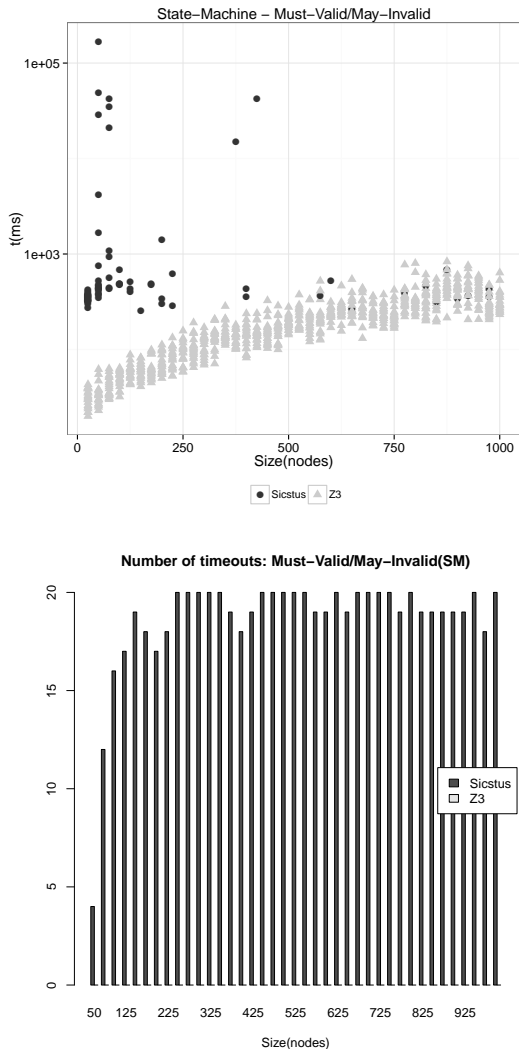 State−Machine − Must−Valid/May−Invalid
1e+05
1e+03
t(ms)
0 250 500 750 1000
Size(nodes)
Sicstus Z3
Number of timeouts: Must−Valid/May−Invalid(SM)
20
15
10
5
0
Sicstus
Z3
50 125 225 325 425 525 625 725 825 925
Size(nodes)